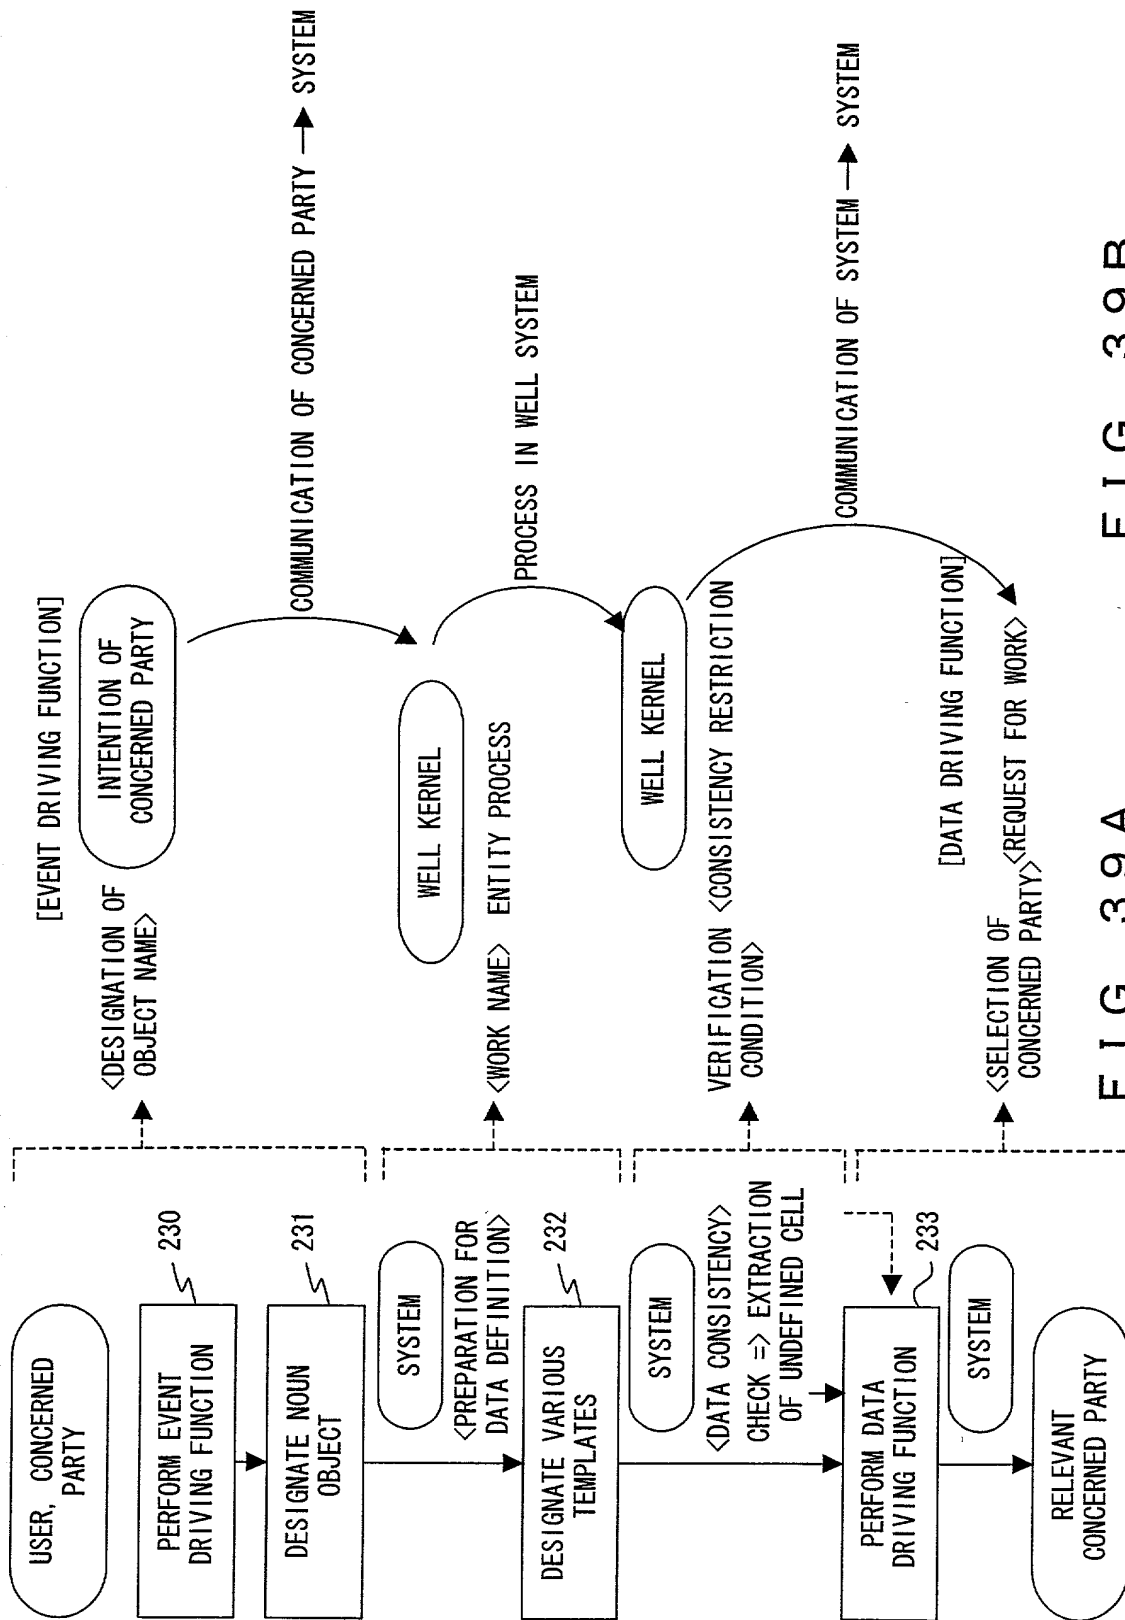 USER, CONCERNED
PARTY
PERFORM EVENT
DRIVING FUNCTION
230
DESIGNATE NOUN
OBJECT
231
SYSTEM
<PREPARATION FOR
DATA DEFINITION>
DESIGNATE VARIOUS
TEMPLATES
232
SYSTEM
<DATA CONSISTENCY>
CHECK => EXTRACTION
OF UNDEFINED CELL
PERFORM DATA
DRIVING FUNCTION
233
SYSTEM
RELEVANT
CONCERNED PARTY
FIG 39A
[EVENT DRIVING FUNCTION]
<DESIGNATION OF
OBJECT NAME>
INTENTION OF
CONCERNED PARTY
COMMUNICATION OF CONCERNED PARTY → SYSTEM
WELL KERNEL
<WORK NAME> ENTITY PROCESS
PROCESS IN WELL SYSTEM
WELL KERNEL
VERIFICATION <CONSISTENCY RESTRICTION
CONDITION>
COMMUNICATION OF SYSTEM → SYSTEM
[DATA DRIVING FUNCTION]
<SELECTION OF
CONCERNED PARTY> <REQUEST FOR WORK>
FIG 39B